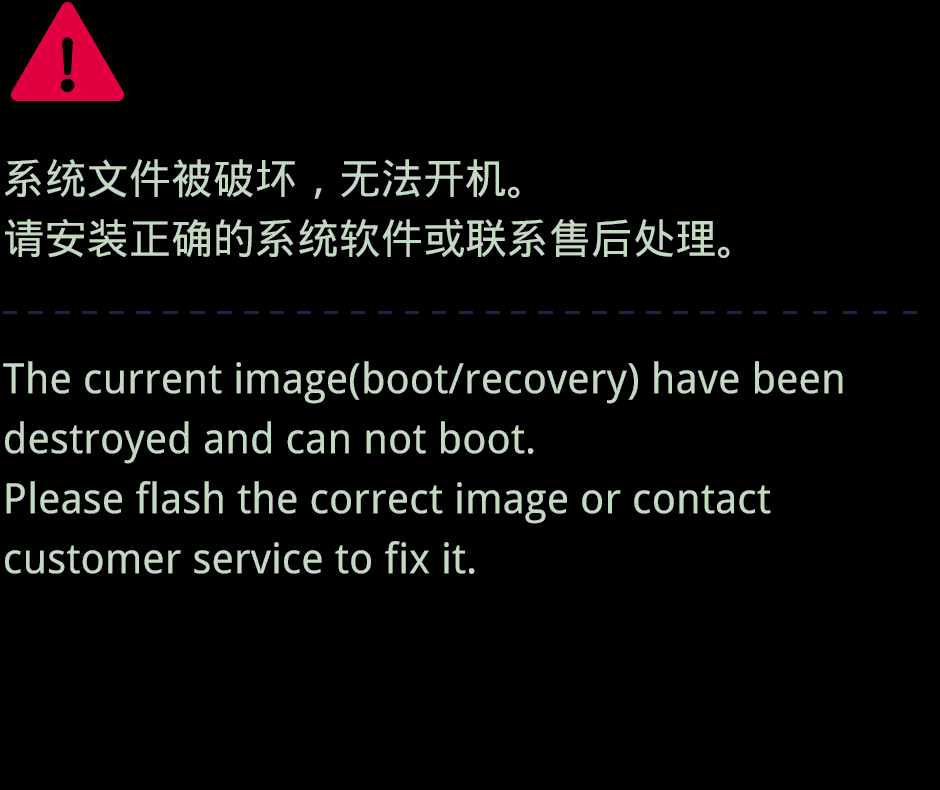 系统文件被破坏，无法开机。
请安装正确的系统软件或联系售后处理。
The current image(boot/recovery) have been
destroyed and can not boot.
Please flash the correct image or contact
customer service to fix it.